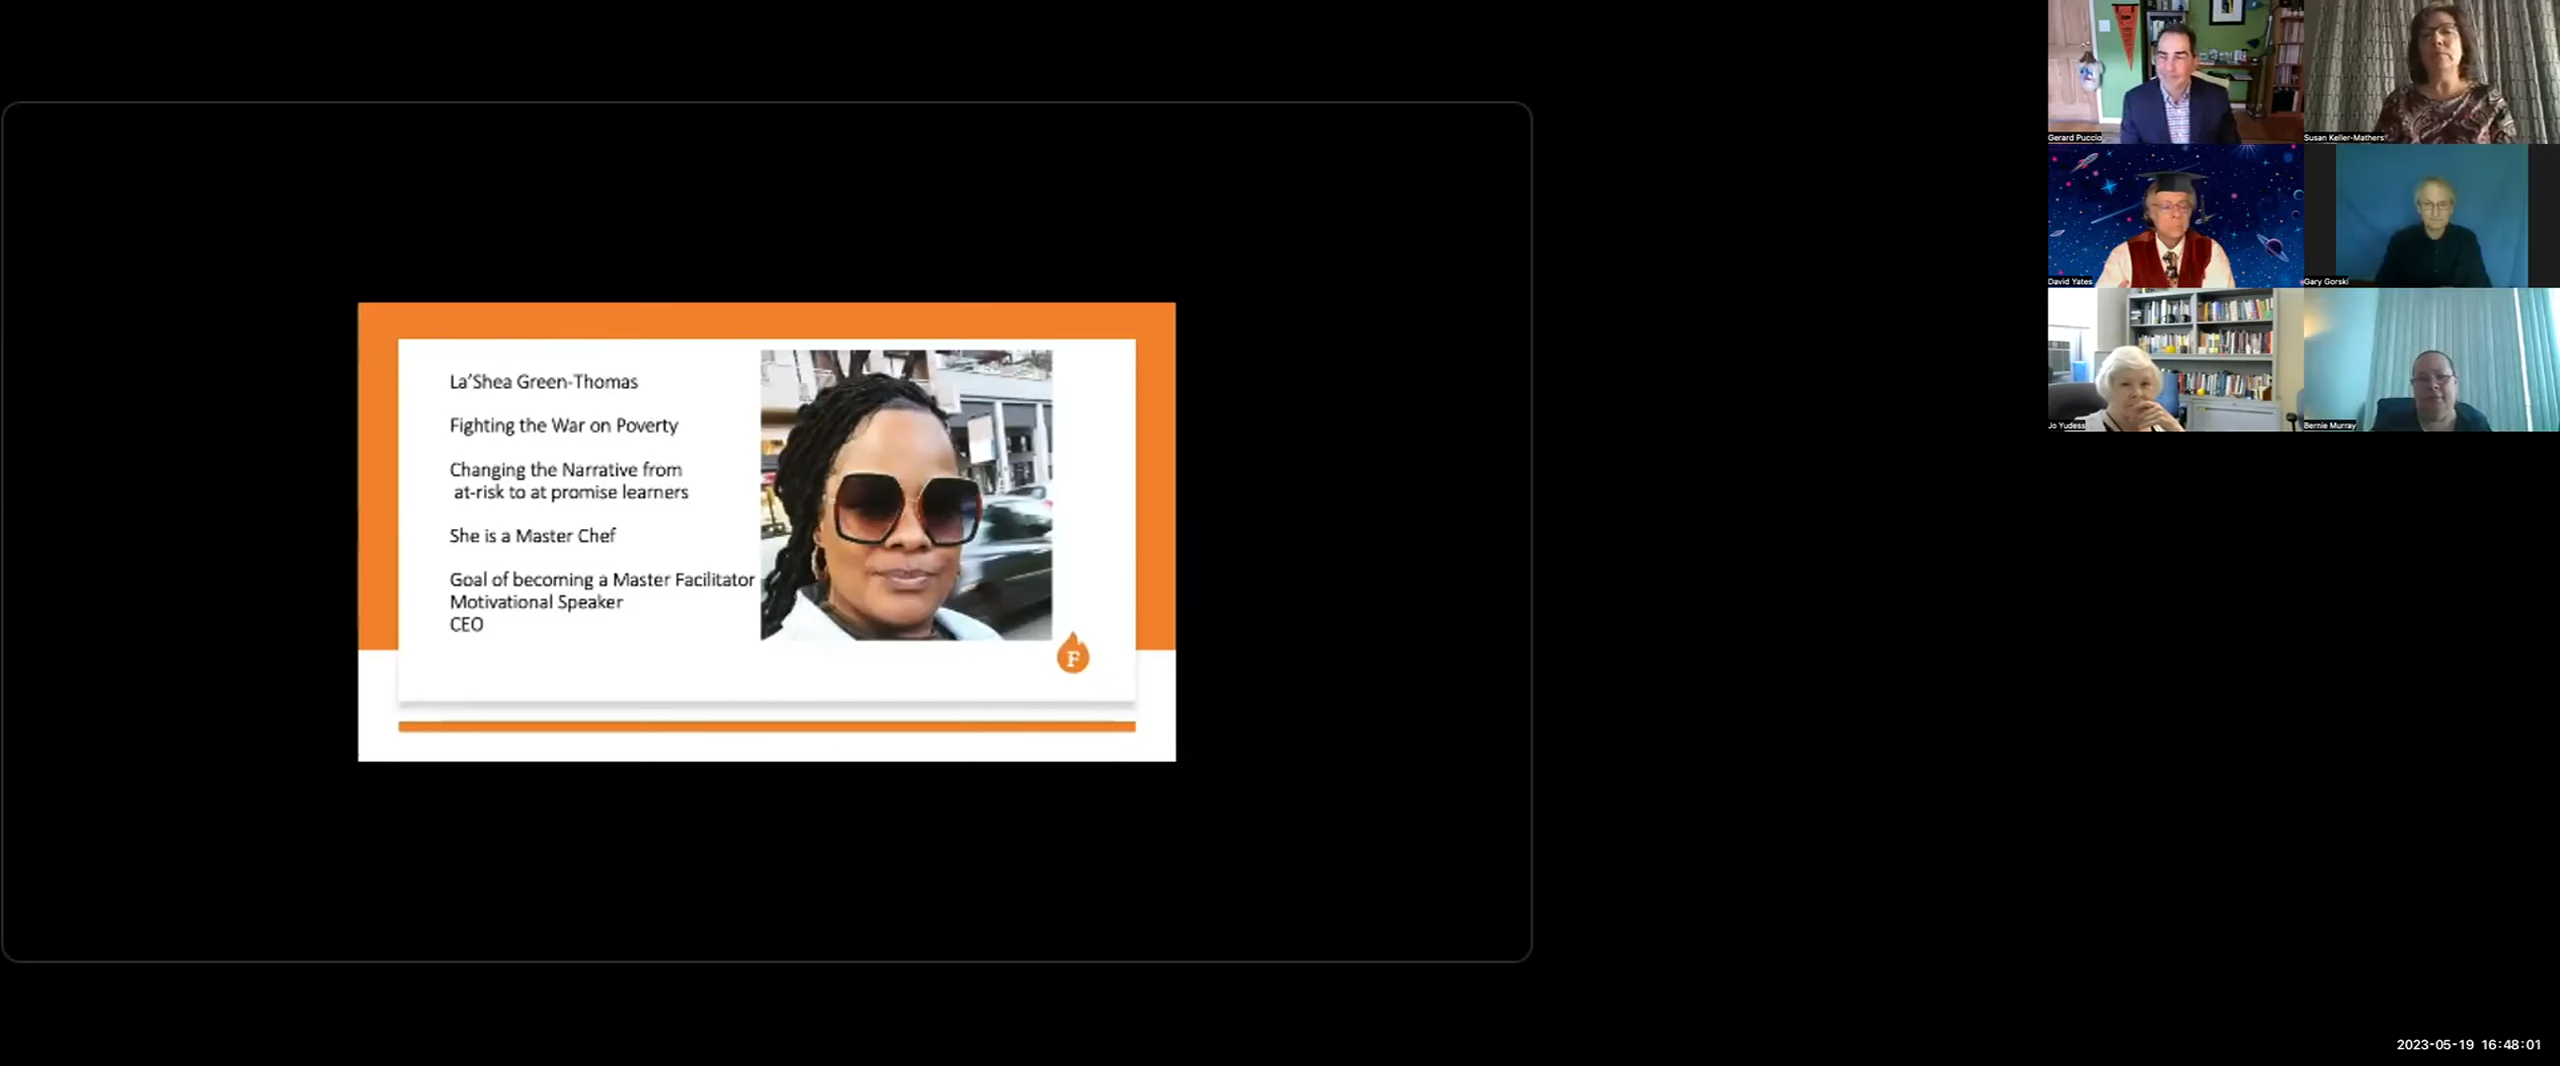 La'Shea Green-Thomas
Fighting the War on Poverty
Changing the Narrative from
at-risk to at promise learners
She is a Master Chef
Goal of becoming a Master Facilitator
Motivational Speaker
CEO
F
Gerard Puccio
Susan Keller-Mathers
David Yates
Gary Gorski
Jo Yudess
Bernie Murray
2023-05-19 16:48:01